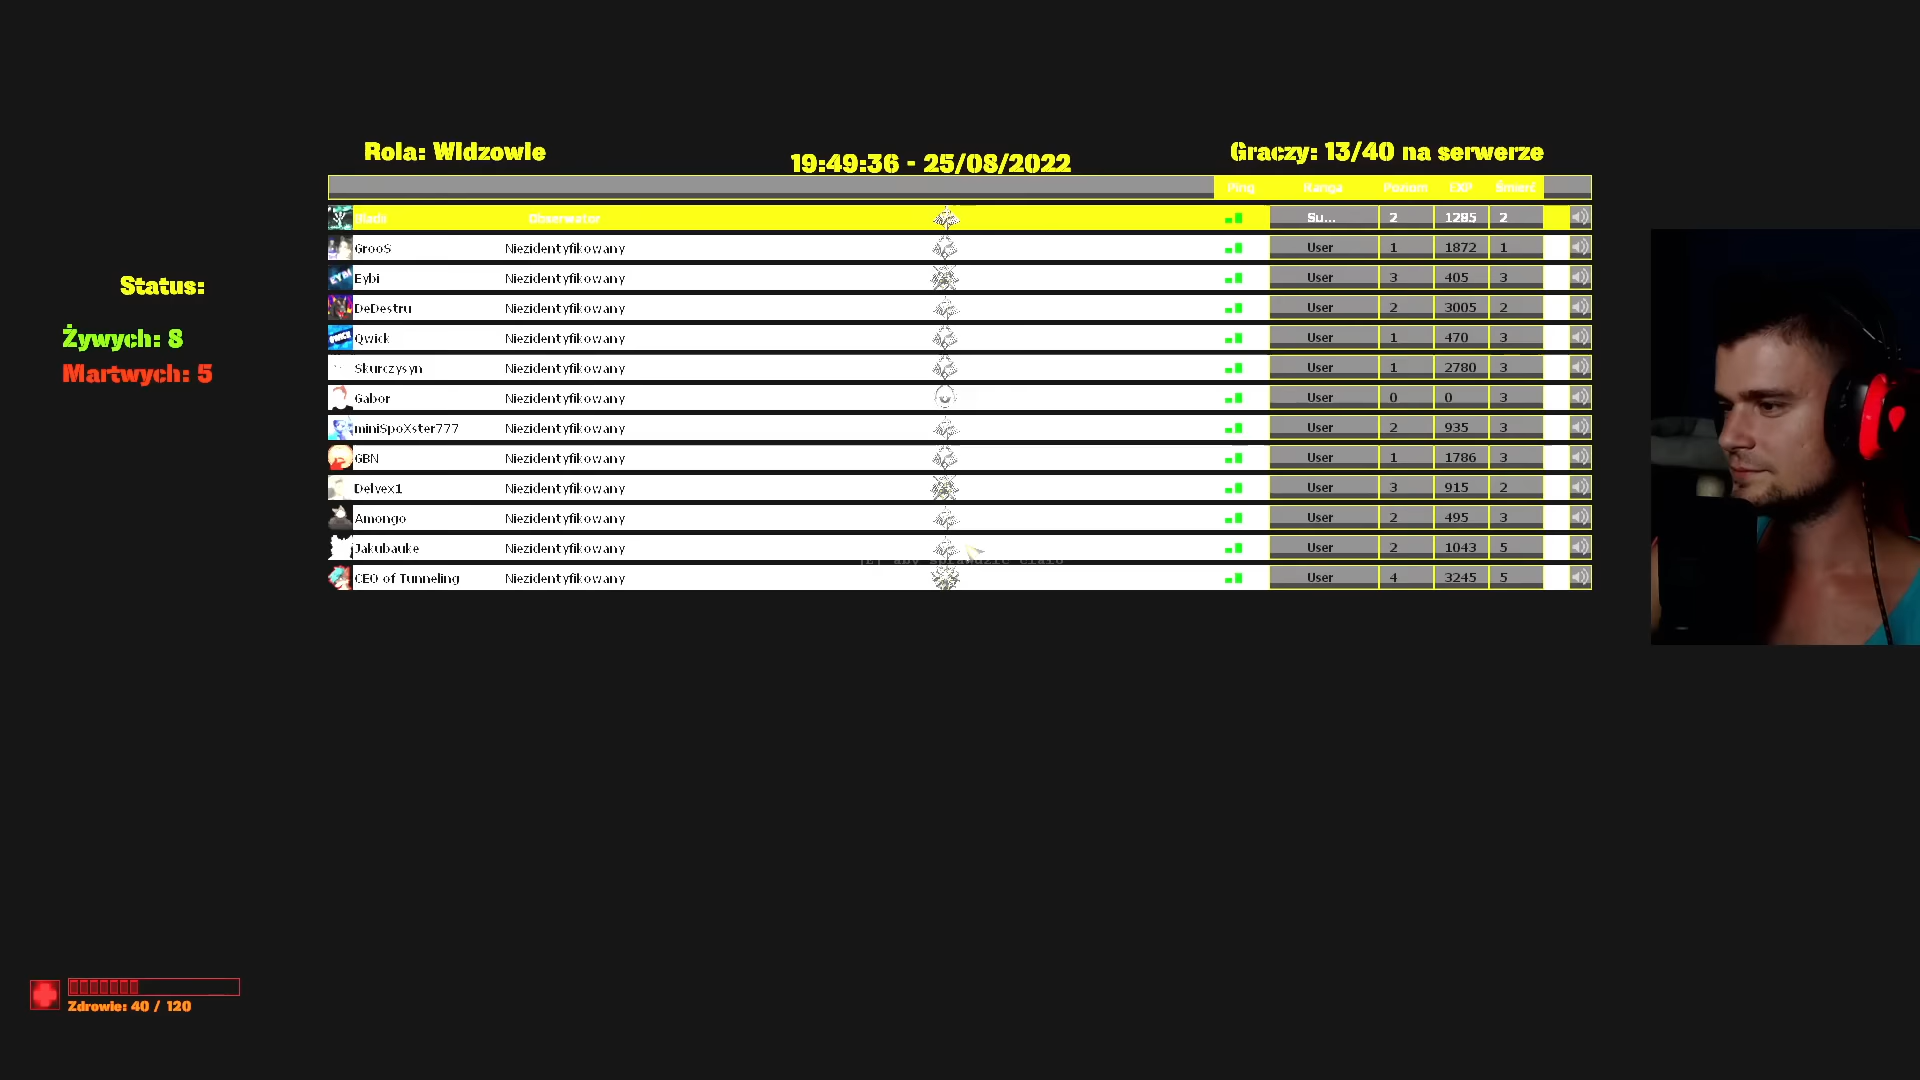 Rola: Widzowie
19:49:36 - 25/08/2022
Graczy: 13/40 na serwerze
Ping Ranga Poziom EXP Śmierć
Obserwator Su... 2 1285 2
GrooS Niezidentyfikowany User 1 1872 1
Eybi Niezidentyfikowany User 3 405 3
DeDestru Niezidentyfikowany User 2 3005 2
Qwick Niezidentyfikowany User 1 470 3
Skurczysyn Niezidentyfikowany User 1 2780 3
Gabor Niezidentyfikowany User 0 0 3
miniSpoXster777 Niezidentyfikowany User 2 935 3
GBN Niezidentyfikowany User 1 1786 3
Delvex1 Niezidentyfikowany User 3 915 2
Amongo Niezidentyfikowany User 2 495 3
Jakubauke Niezidentyfikowany User 2 1043 5
[E] aby sprawdzić ciało
CEO of Tunneling Niezidentyfikowany User 4 3245 5
Status:
Żywych: 8
Martwych: 5
Zdrowie: 40 / 120